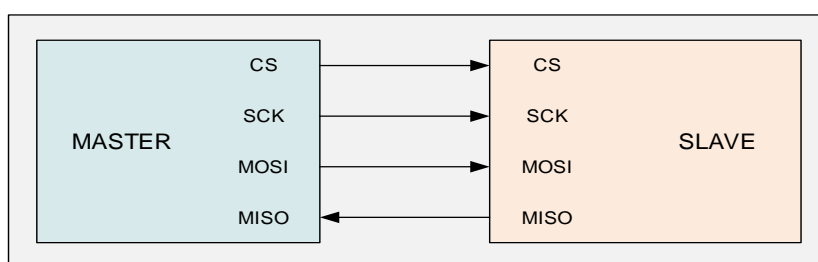 CS CS
SCK SCK
MASTER SLAVE
MOSI MOSI
MISO MISO